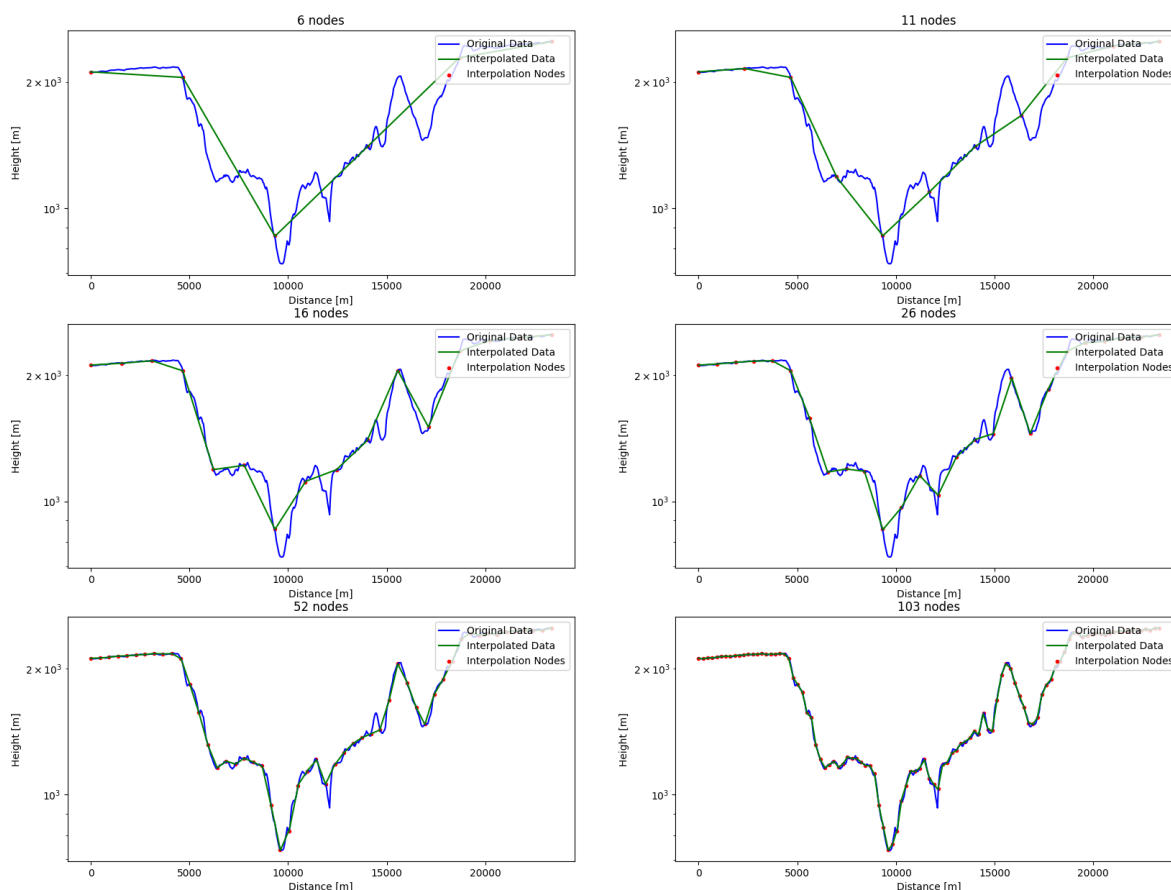 6 nodes
Height [m]
2 × 10³
10³
Original Data
Interpolated Data
Interpolation Nodes
0 5000 10000 15000 20000
Distance [m]
11 nodes
Height [m]
2 × 10³
10³
Original Data
Interpolated Data
Interpolation Nodes
0 5000 10000 15000 20000
Distance [m]
16 nodes
Height [m]
2 × 10³
10³
Original Data
Interpolated Data
Interpolation Nodes
0 5000 10000 15000 20000
Distance [m]
26 nodes
Height [m]
2 × 10³
10³
Original Data
Interpolated Data
Interpolation Nodes
0 5000 10000 15000 20000
Distance [m]
52 nodes
Height [m]
2 × 10³
10³
Original Data
Interpolated Data
Interpolation Nodes
0 5000 10000 15000 20000
Distance [m]
103 nodes
Height [m]
2 × 10³
10³
Original Data
Interpolated Data
Interpolation Nodes
0 5000 10000 15000 20000
Distance [m]